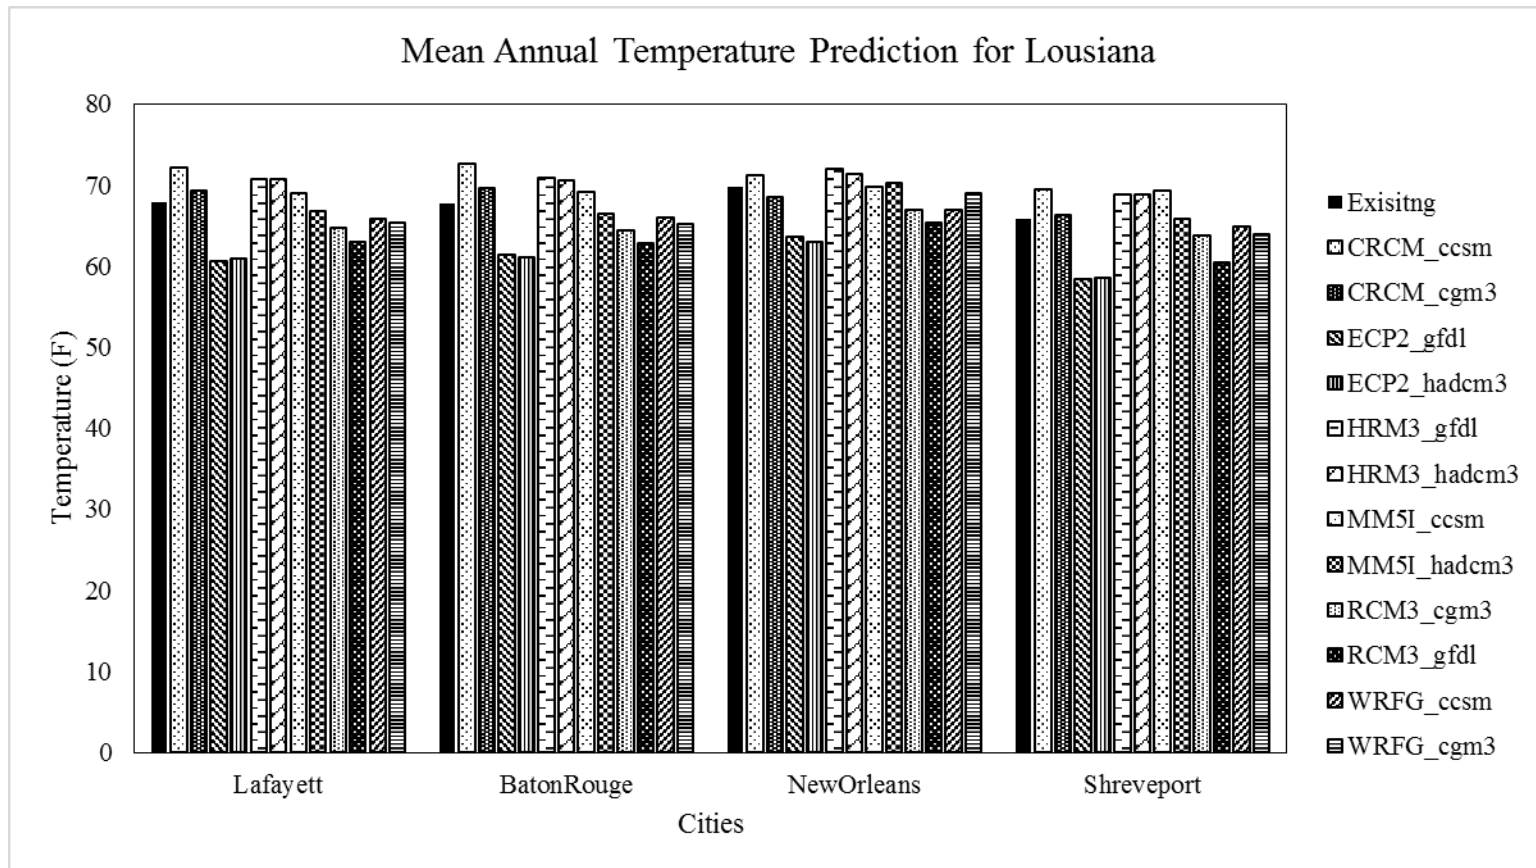 Mean Annual Temperature Prediction for Lousiana
80
70
60
50
40
30
20
10
0
Temperature (F)
Lafayett
BatonRouge
NewOrleans
Shreveport
Cities
Exisitng
CRCM_ccsm
CRCM_cgm3
ECP2_gfdl
ECP2_hadcm3
HRM3_gfdl
HRM3_hadcm3
MM5I_ccsm
MM5I_hadcm3
RCM3_cgm3
RCM3_gfdl
WRFG_ccsm
WRFG_cgm3